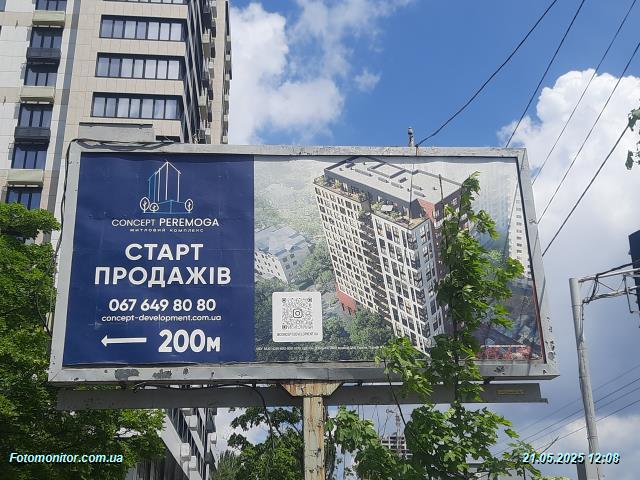 CONCEPT PEREMOGA
ЖИТЛОВИЙ КОМПЛЕКС
СТАРТ
ПРОДАЖІВ
067 649 80 80
concept-development.com.ua
200м
Fotomonitor.com.ua
21.05.2025 12:08